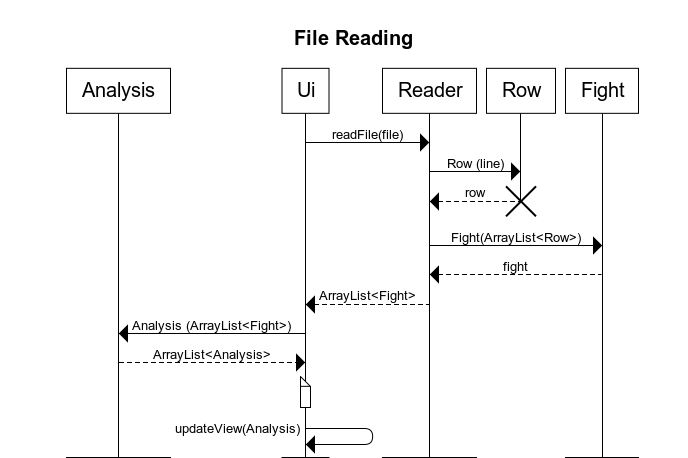 File Reading
Analysis
Ui
Reader
Row
Fight
readFile(file)
Row (line)
row
Fight(ArrayList<Row>)
fight
ArrayList<Fight>
Analysis (ArrayList<Fight>)
ArrayList<Analysis>
updateView(Analysis)